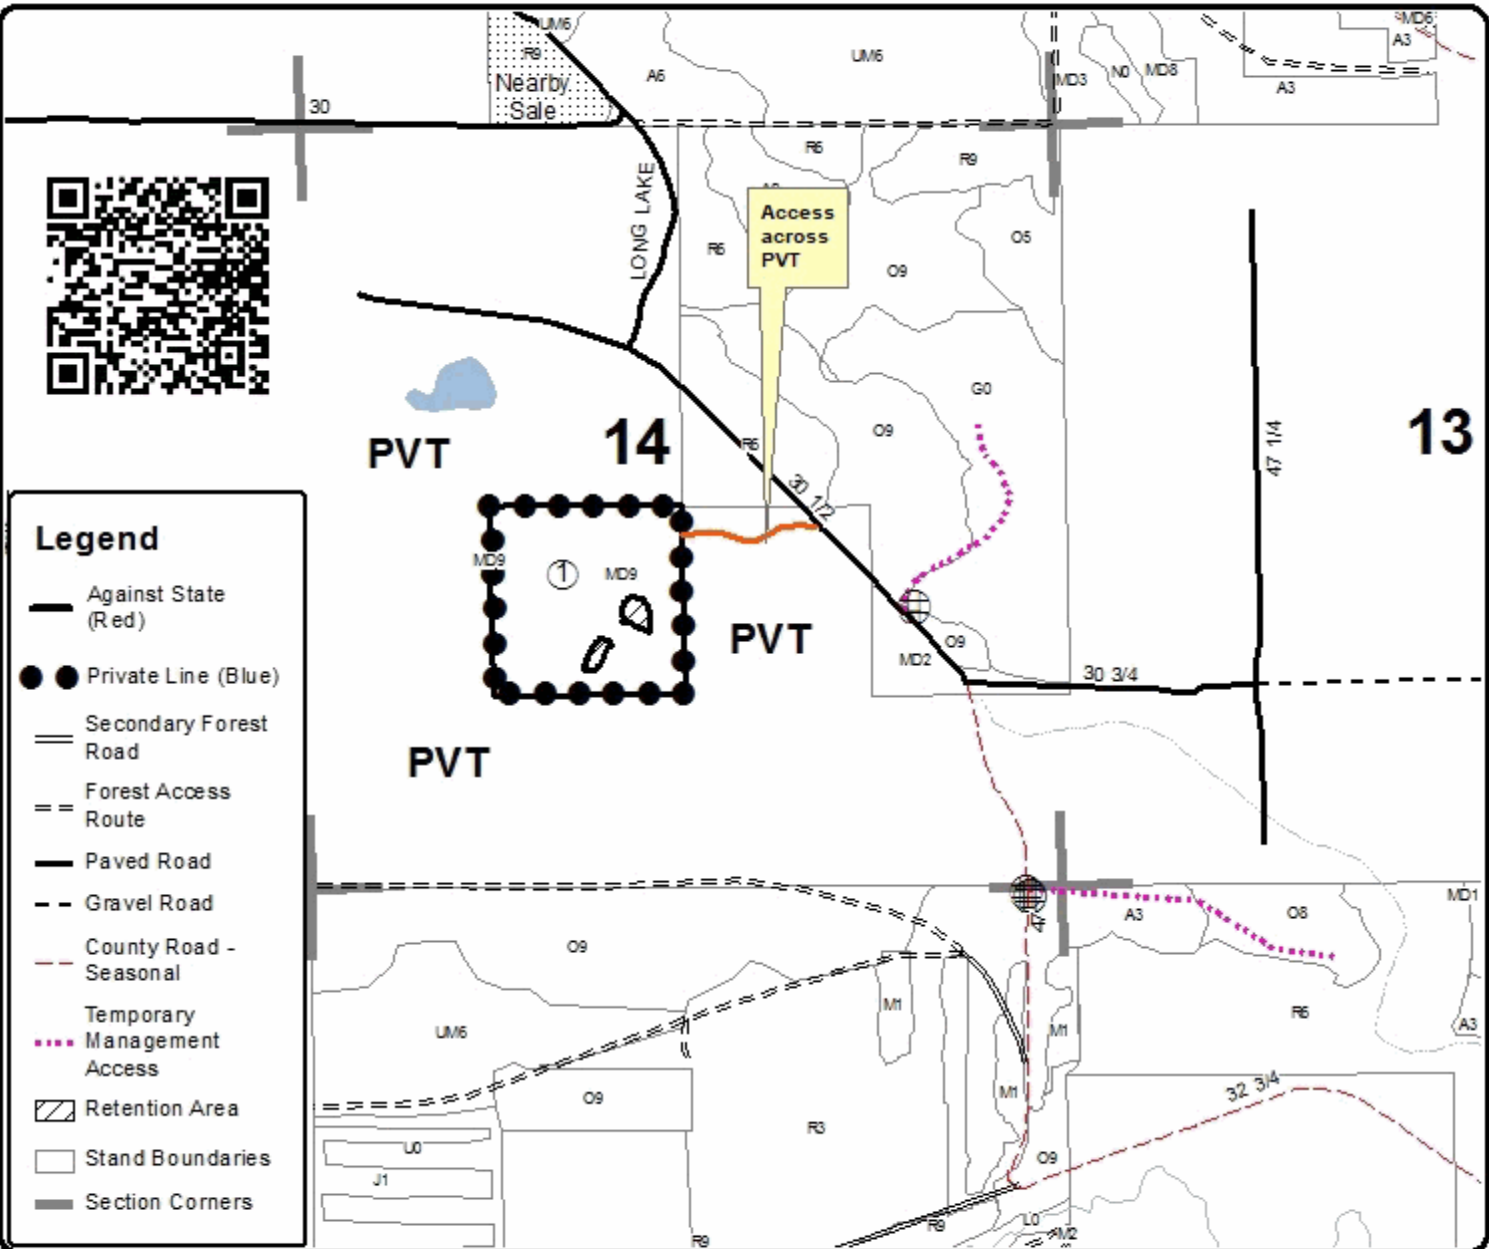 UM6
R9
Nearby
Sale
A6
UM6
MD3
N0
MD8
A3
MD6
A3
30
R6
R9
LONG LAKE
R6
Access
across
PVT
O9
O5
G0
O9
R6
30 1/2
47 1/4
PVT
14
13
MD9
1
MD9
PVT
O9
MD2
30 3/4
PVT
Legend
Against State
(Red)
Private Line (Blue)
Secondary Forest
Road
Forest Access
Route
Paved Road
Gravel Road
County Road -
Seasonal
Temporary
Management
Access
Retention Area
Stand Boundaries
Section Corners
47
A3
O8
MD1
O9
M1
M1
R6
A3
UM6
O9
M1
32 3/4
R3
U0
J1
O9
R9
R9
L0
M2